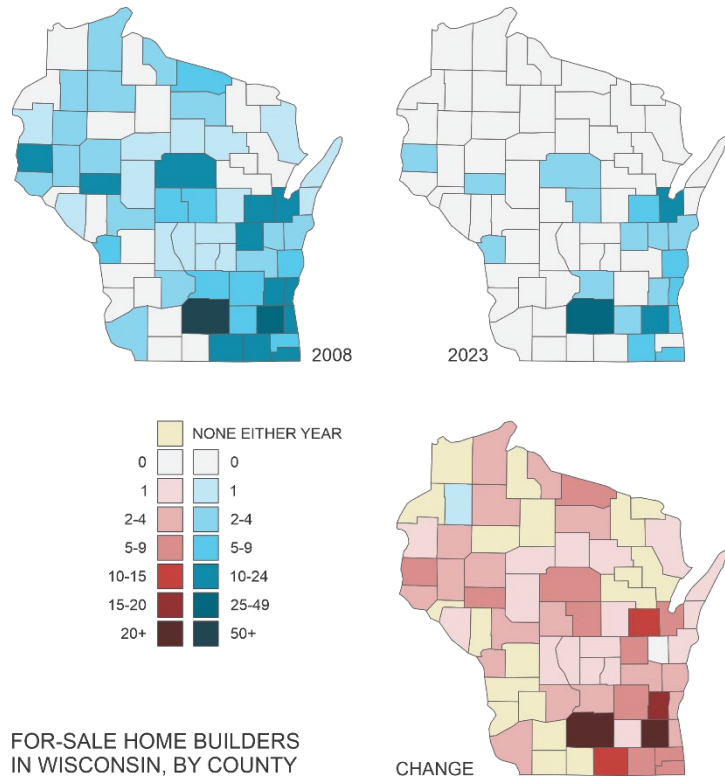 2008
2023
NONE EITHER YEAR
0 0
1 1
2-4 2-4
5-9 5-9
10-15 10-24
15-20 25-49
20+ 50+
FOR-SALE HOME BUILDERS
IN WISCONSIN, BY COUNTY
CHANGE